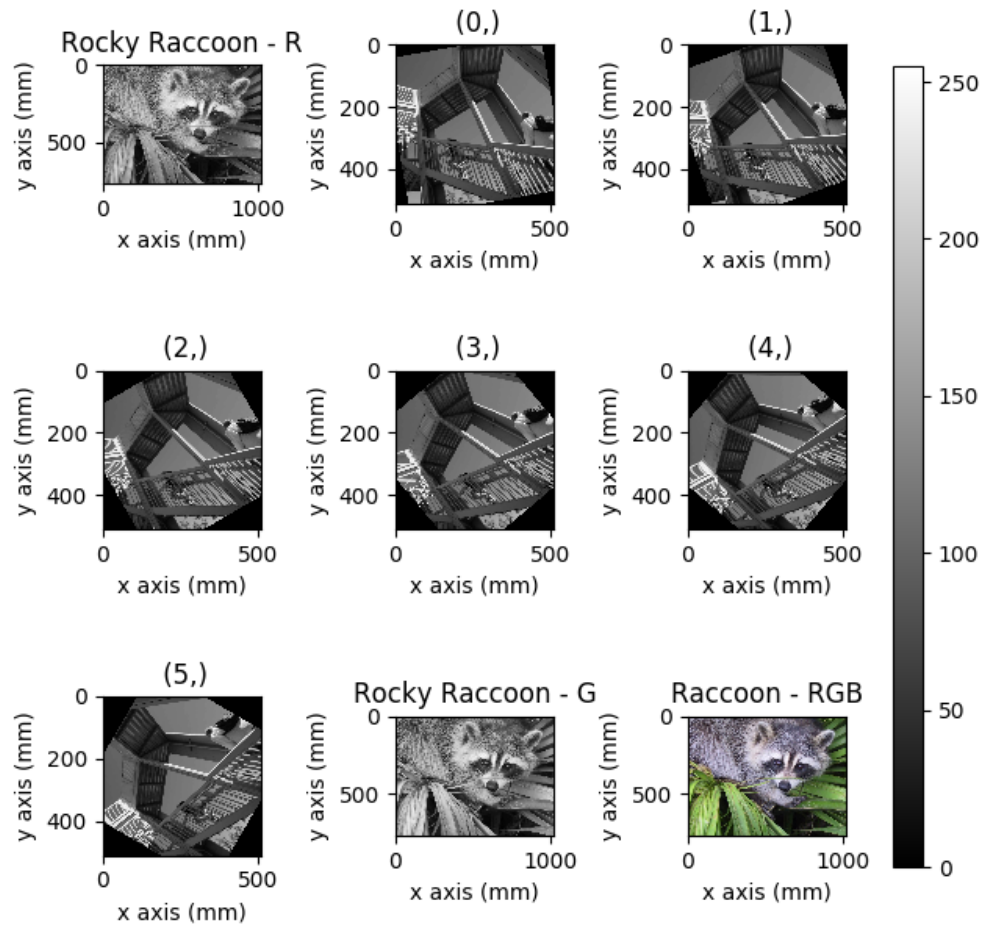 Rocky Raccoon - R
y axis (mm)
0
500
0 1000
x axis (mm)
(0,)
y axis (mm)
0
200
400
0 500
x axis (mm)
(1,)
y axis (mm)
0
200
400
0 500
x axis (mm)
(2,)
y axis (mm)
0
200
400
0 500
x axis (mm)
(3,)
y axis (mm)
0
200
400
0 500
x axis (mm)
(4,)
y axis (mm)
0
200
400
0 500
x axis (mm)
(5,)
y axis (mm)
0
200
400
0 500
x axis (mm)
Rocky Raccoon - G
y axis (mm)
0
500
0 1000
x axis (mm)
Raccoon - RGB
y axis (mm)
0
500
0 1000
x axis (mm)
250
200
150
100
50
0